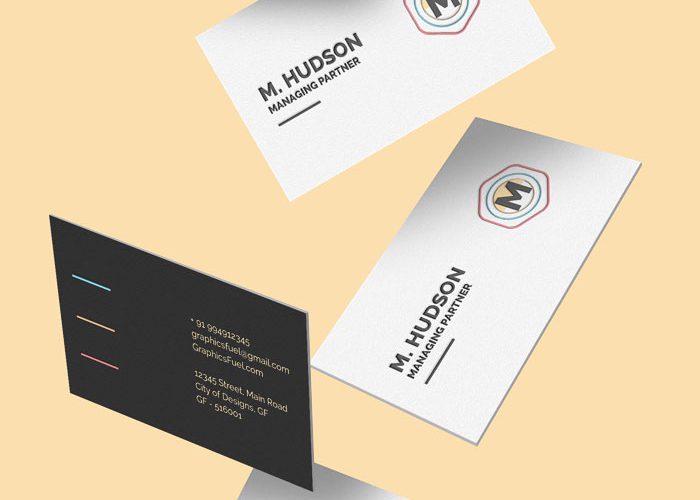 M
M. HUDSON
MANAGING PARTNER
M
M. HUDSON
MANAGING PARTNER
* 91 994912345
graphicsfuel@gmail.com
GraphicsFuel.com
12345 Street, Main Road
City of Designs, GF
GF - 516001